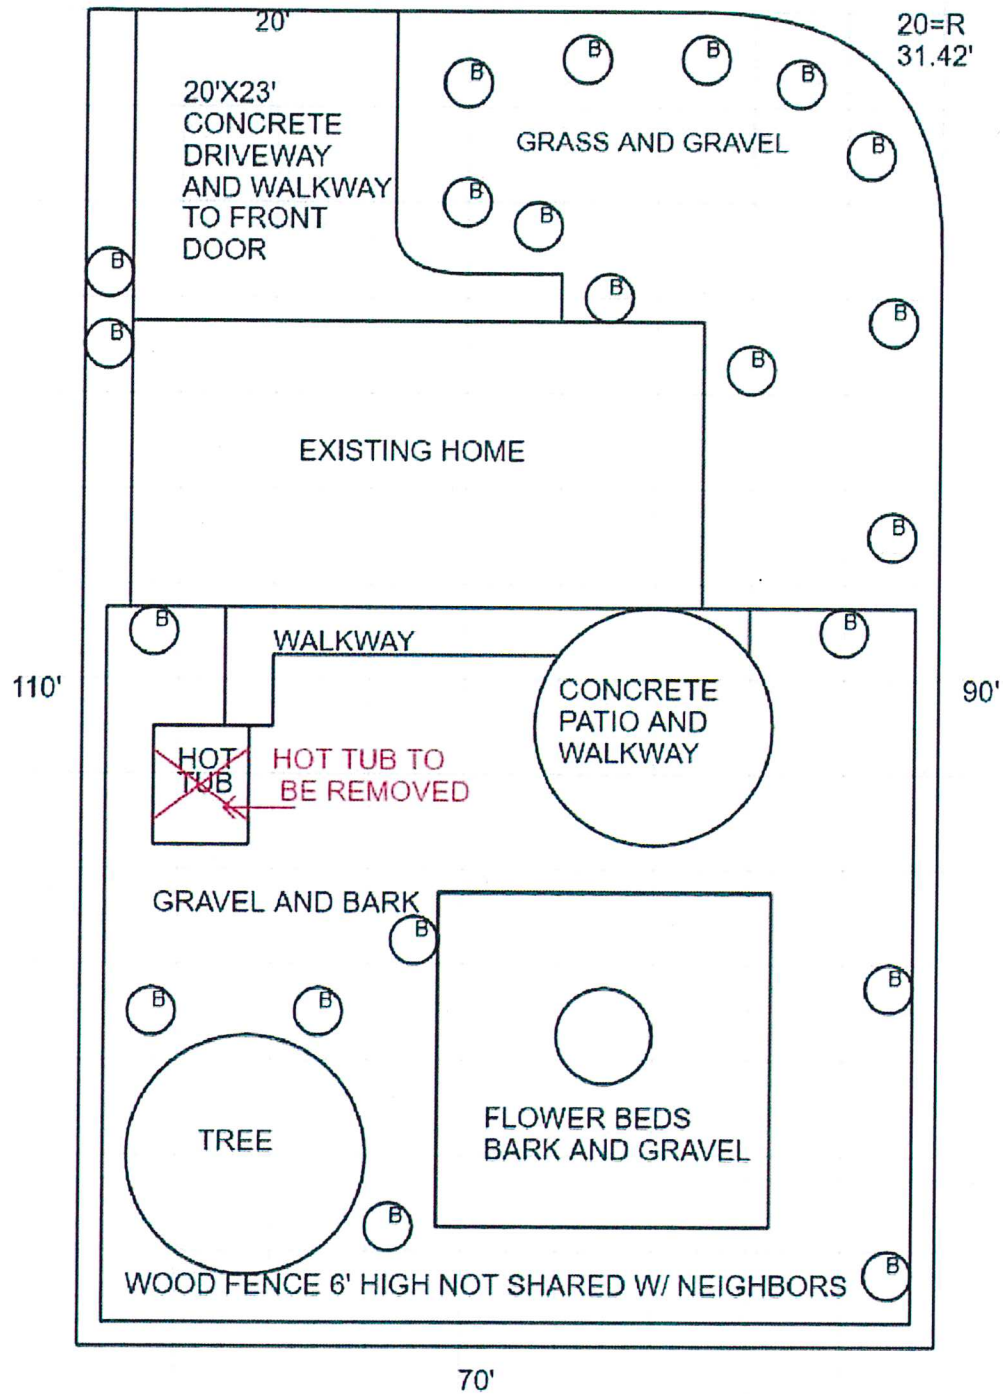 20'
20=R
31.42'
B
B
B
B
20'X23'
CONCRETE
DRIVEWAY
AND WALKWAY
TO FRONT
DOOR
GRASS AND GRAVEL
B
B
B
B
B
B
B
B
EXISTING HOME
B
B
B
WALKWAY
110'
90'
CONCRETE
PATIO AND
WALKWAY
HOT
TUB
HOT TUB TO
BE REMOVED
GRAVEL AND BARK
B
B
B
B
TREE
FLOWER BEDS
BARK AND GRAVEL
B
B
WOOD FENCE 6' HIGH NOT SHARED W/ NEIGHBORS
70'